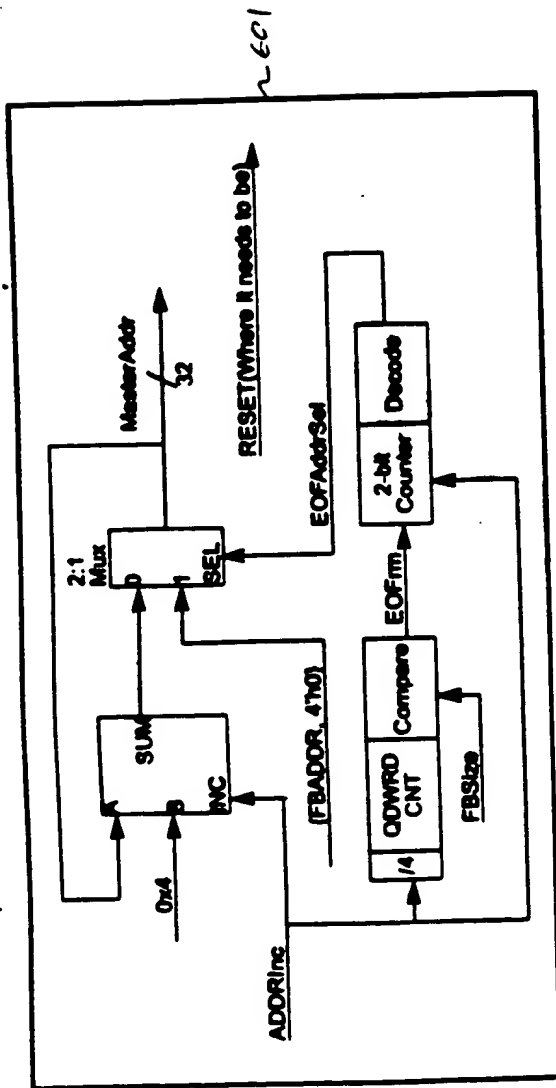 601
2:1
Mux
MasterAddr
32
A
SUM
B
INC
0x4
0
1
SEL
{FBADDR, 4'h0}
RESET(Where it needs to be)
ADDRInc
EOFAddrSel
/4
QDWRD
CNT
Compare
EOFrm
2-bit
Counter
Decode
FBSize